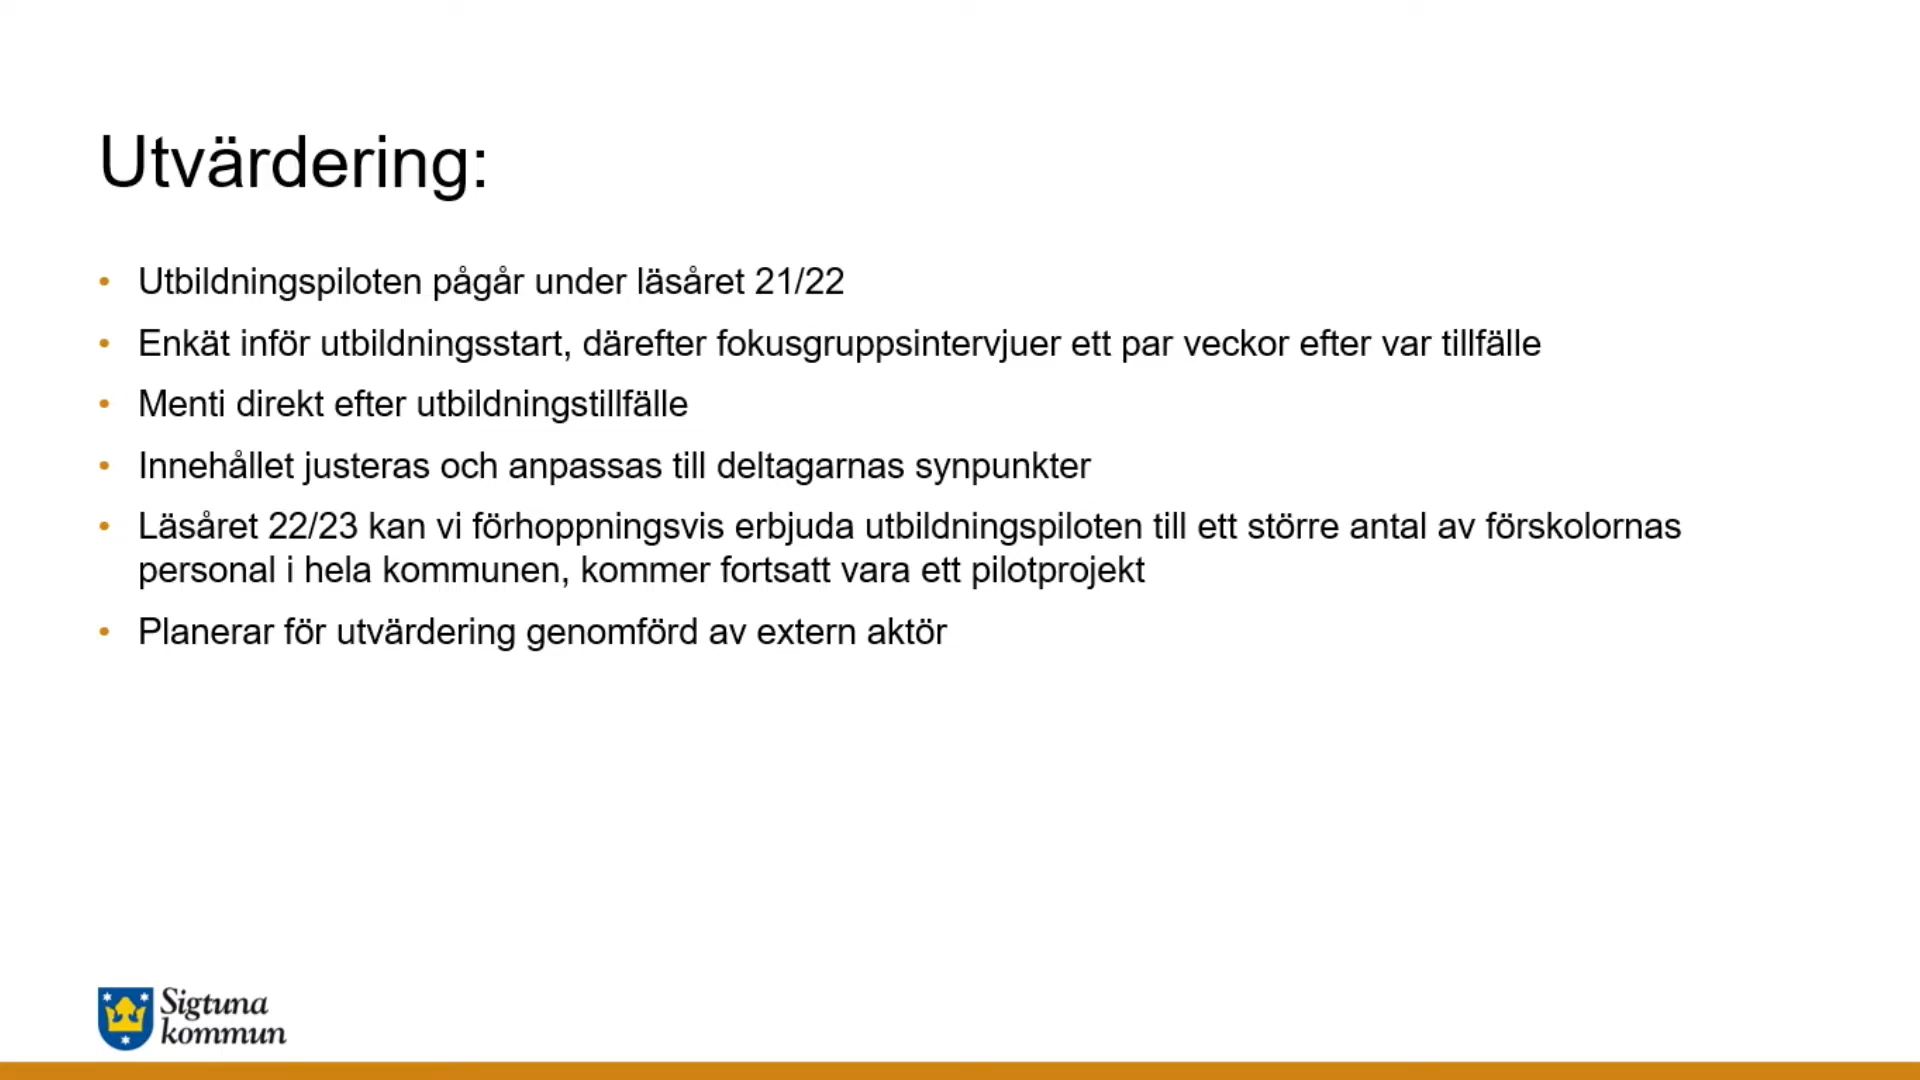 Utvärdering:
• Utbildningspiloten pågår under läsåret 21/22
• Enkät inför utbildningsstart, därefter fokusgruppsintervjuer ett par veckor efter var tillfälle
• Menti direkt efter utbildningstillfälle
• Innehållet justeras och anpassas till deltagarnas synpunkter
• Läsåret 22/23 kan vi förhoppningsvis erbjuda utbildningspiloten till ett större antal av förskolornas
personal i hela kommunen, kommer fortsatt vara ett pilotprojekt
• Planerar för utvärdering genomförd av extern aktör
Sigtuna
kommun